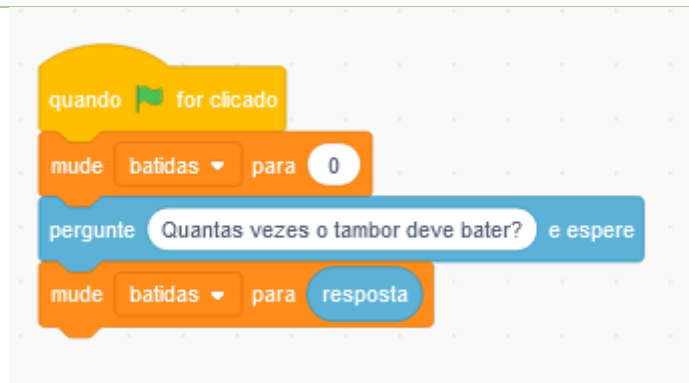 quando for clicado
mude batidas para 0
pergunte Quantas vezes o tambor deve bater? e espere
mude batidas para resposta